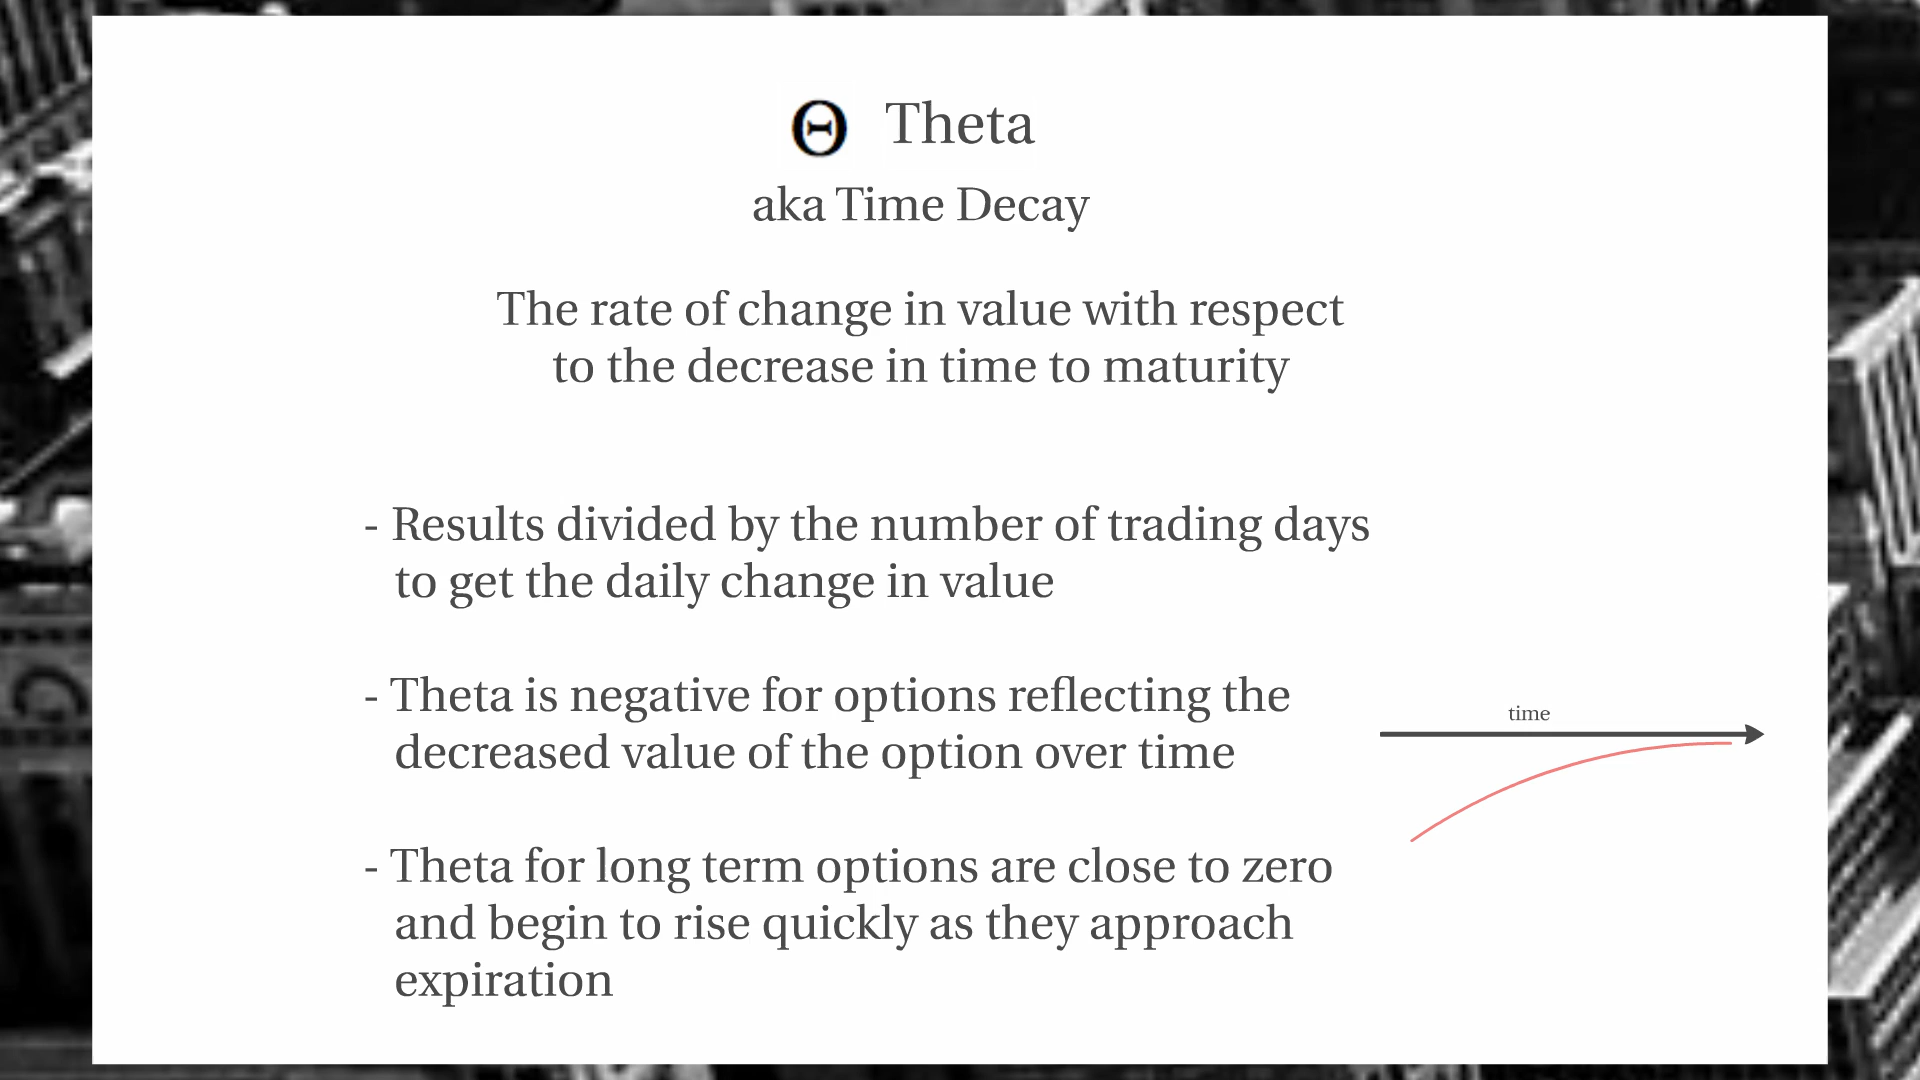 Θ Theta
aka Time Decay
The rate of change in value with respect
to the decrease in time to maturity
- Results divided by the number of trading days
to get the daily change in value
- Theta is negative for options reflecting the
decreased value of the option over time
time
- Theta for long term options are close to zero
and begin to rise quickly as they approach
expiration